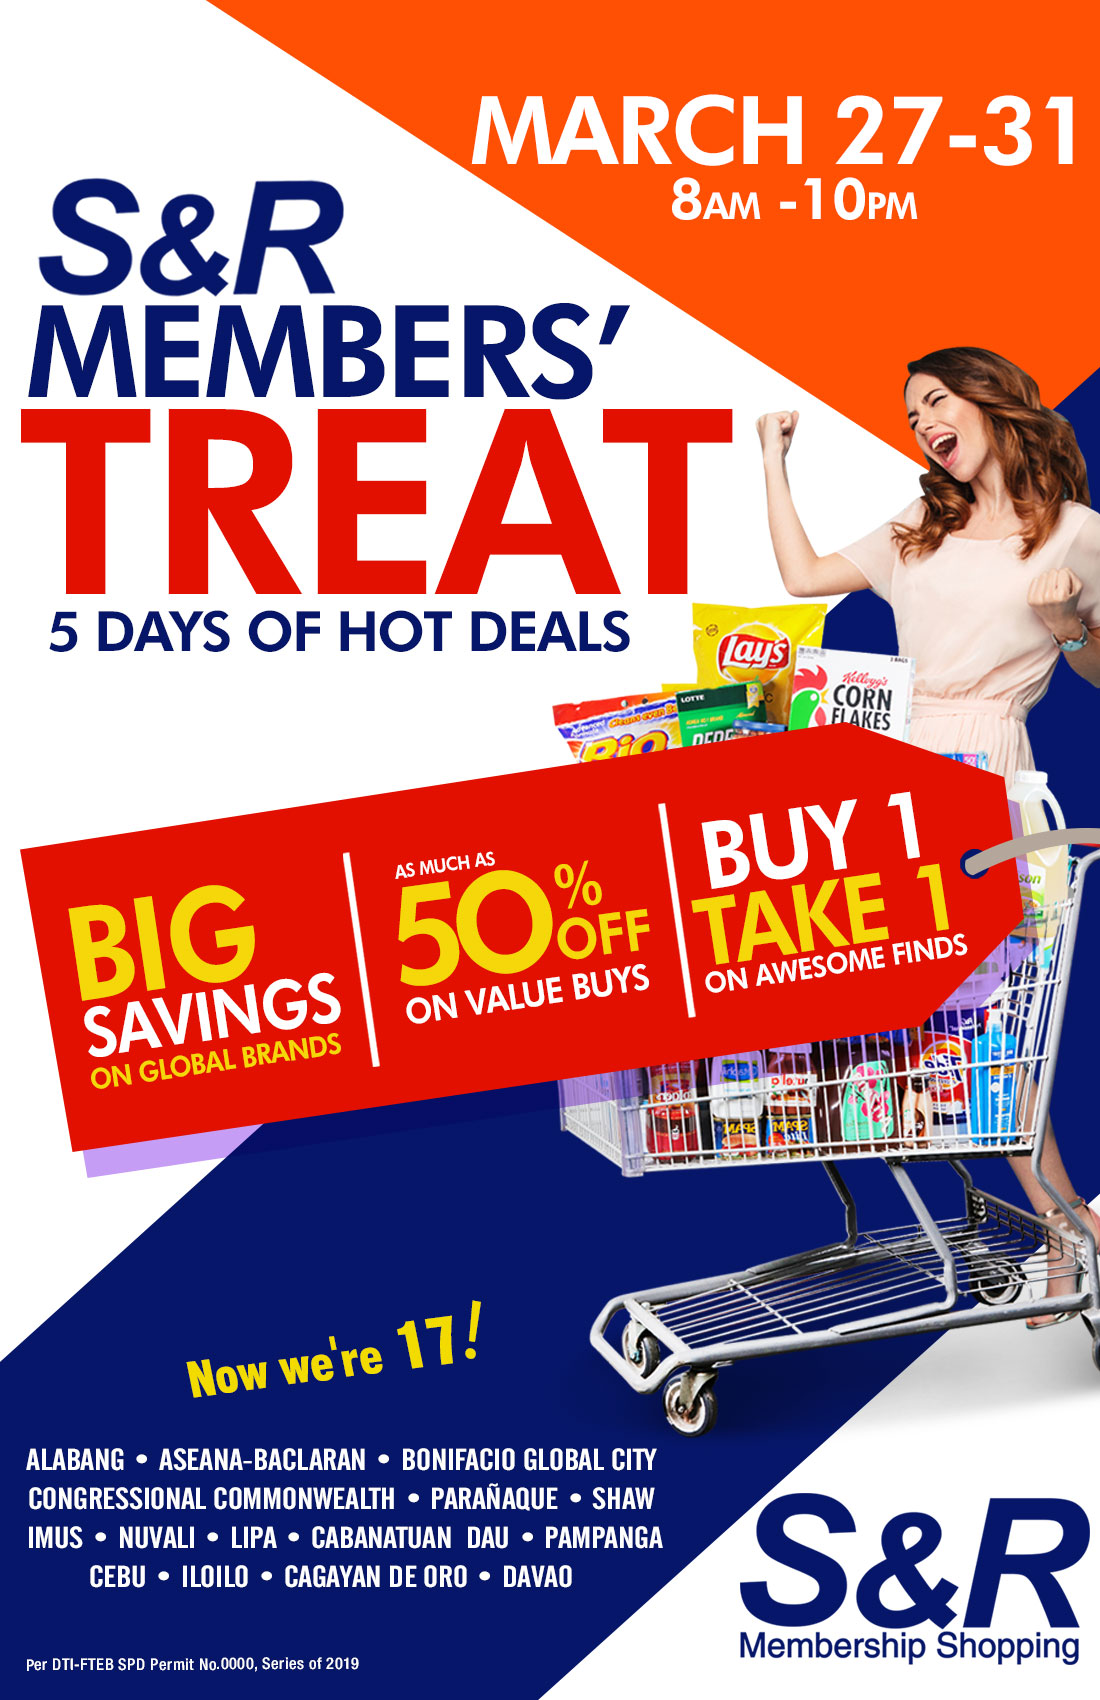 MARCH 27-31
8AM -10PM
S&R
MEMBERS'
TREAT
5 DAYS OF HOT DEALS
Lay's
Kellogg's
CORN
FLAKES
3 BAGS
LOTTE
BIG
SAVINGS
ON GLOBAL BRANDS
AS MUCH AS
50%
OFF
ON VALUE BUYS
BUY 1
TAKE 1
ON AWESOME FINDS
SPAM
Now we're 17!
ALABANG • ASEANA-BACLARAN • BONIFACIO GLOBAL CITY
CONGRESSIONAL COMMONWEALTH • PARAÑAQUE • SHAW
IMUS • NUVALI • LIPA • CABANATUAN DAU • PAMPANGA
CEBU • ILOILO • CAGAYAN DE ORO • DAVAO
S&R
Membership Shopping
Per DTI-FTEB SPD Permit No.0000, Series of 2019